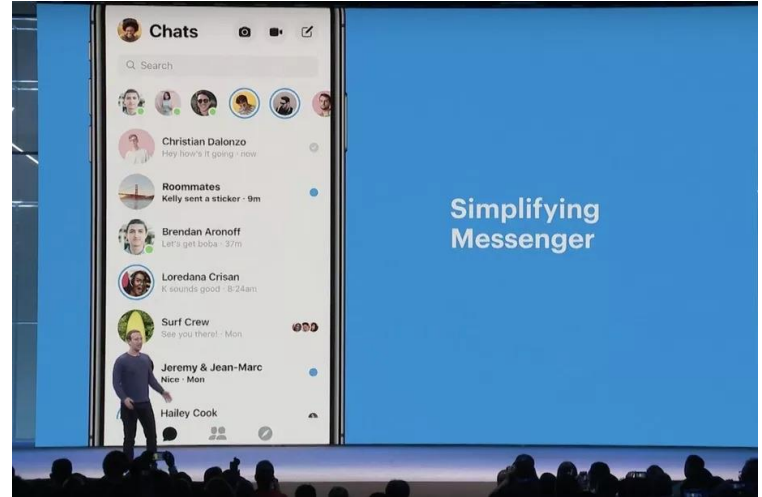 Chats
Search
Christian Dalonzo
Hey how's it going · now
Roommates
Kelly sent a sticker · 9m
Brendan Aronoff
Let's get boba · 37m
Loredana Crisan
K sounds good · 8:24am
Surf Crew
See you there! · Mon
Jeremy & Jean-Marc
Nice · Mon
Hailey Cook
Simplifying
Messenger